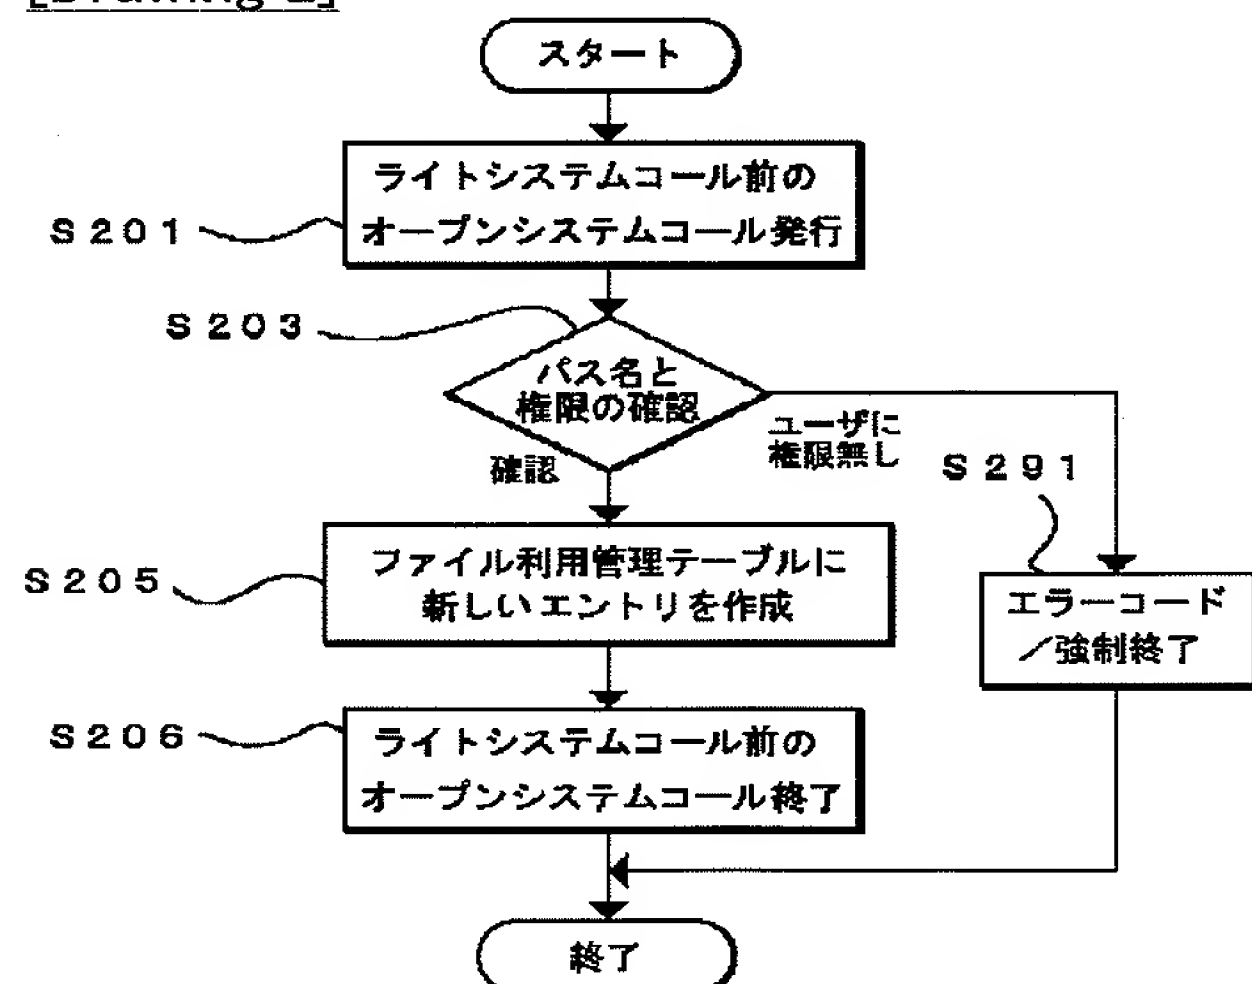 スタート
ライトシステムコール前の
オープンシステムコール発行
S201
S203
パス名と
権限の確認
ユーザに
権限無し
確認
S291
ファイル利用管理テーブルに
新しいエントリを作成
S205
エラーコード
／強制終了
S206
ライトシステムコール前の
オープンシステムコール終了
終了